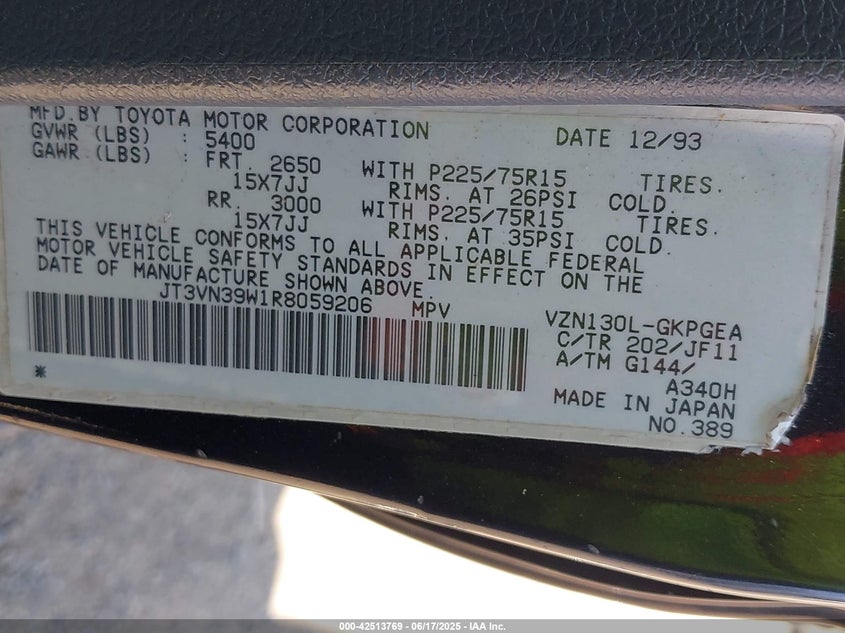 MFD.BY TOYOTA MOTOR CORPORATION DATE 12/93
GVWR (LBS) : 5400
GAWR (LBS) : FRT. 2650 WITH P225/75R15 TIRES.
15X7JJ RIMS. AT 26PSI COLD.
RR. 3000 WITH P225/75R15 TIRES.
15X7JJ RIMS. AT 35PSI COLD.
THIS VEHICLE CONFORMS TO ALL APPLICABLE FEDERAL
MOTOR VEHICLE SAFETY STANDARDS IN EFFECT ON THE
DATE OF MANUFACTURE SHOWN ABOVE.
JT3VN39W1R8059206 MPV
VZN130L-GKPGEA
C/TR 202/JF11
A/TM G144/
A340H
MADE IN JAPAN
NO.389
*
000-42513769 - 06/17/2025 - IAA Inc.